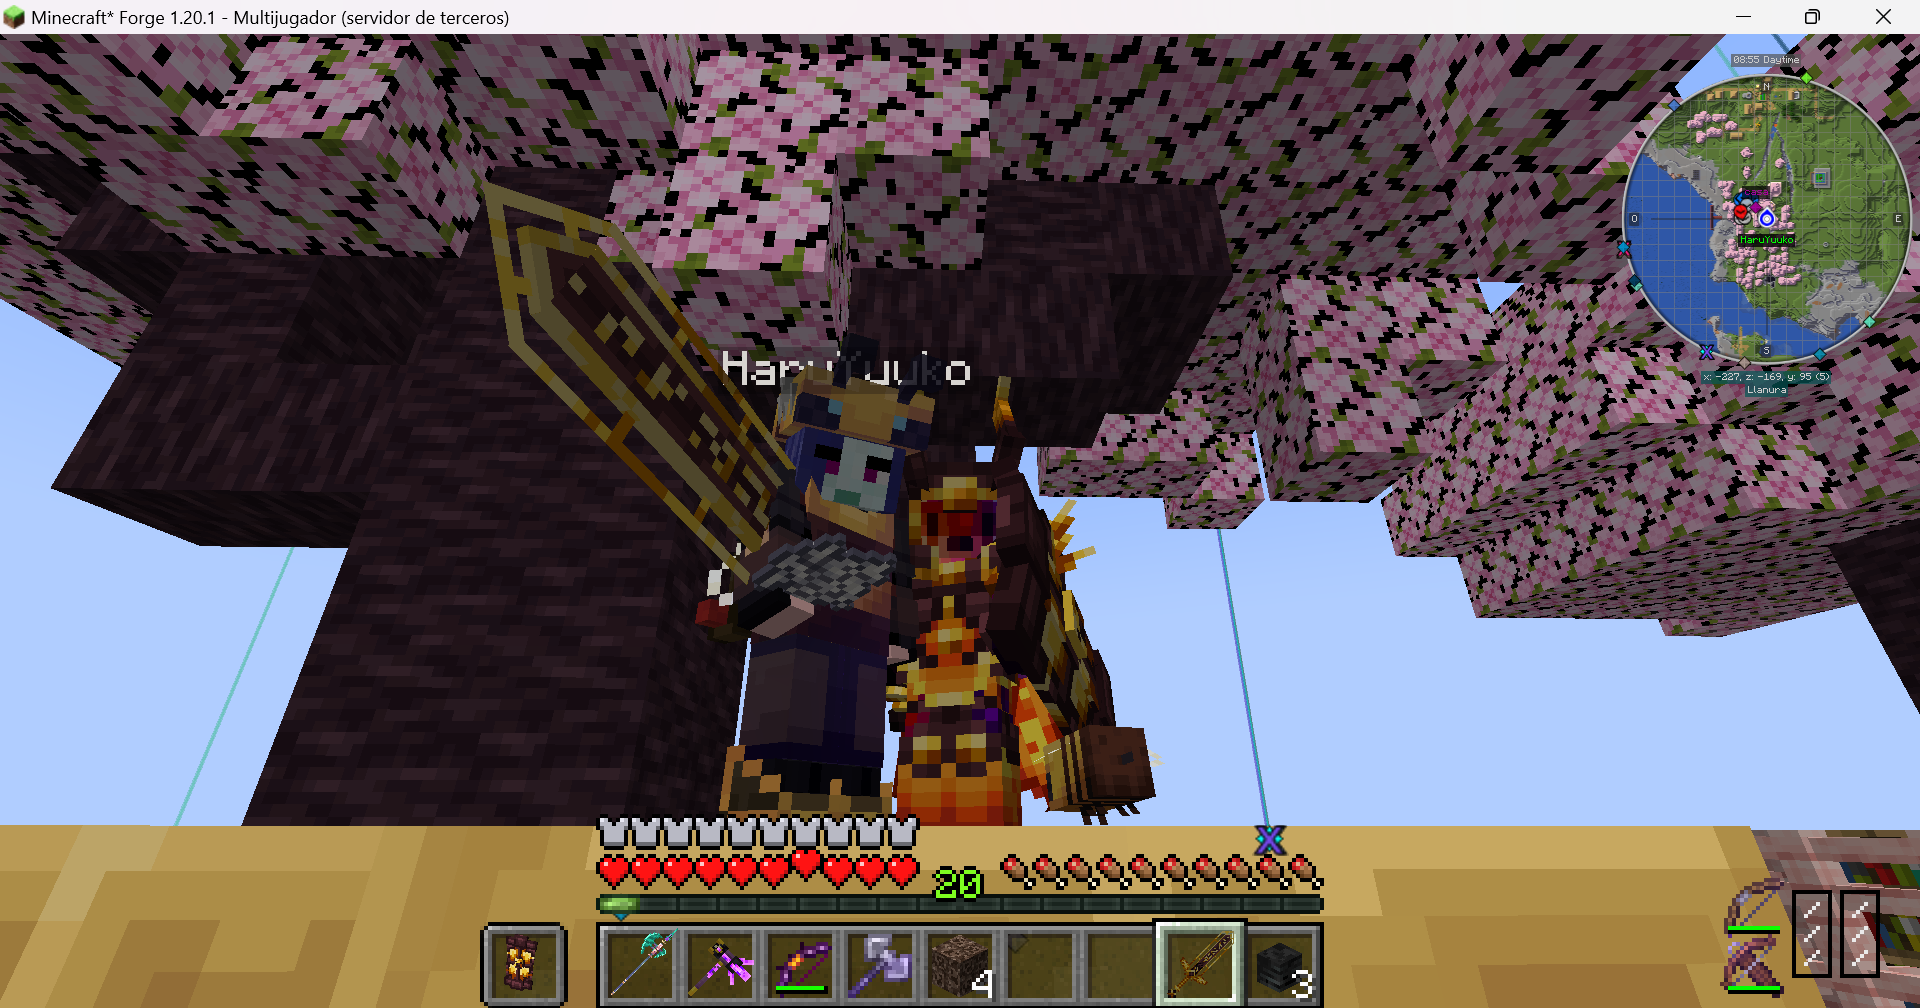 Minecraft* Forge 1.20.1 - Multijugador (servidor de terceros)
08:55 Daytime
N
O
E
casa
HaruYuuko
S
x: -227, z: -169, y: 95 (5)
Llanura
HaruYuuko
20
4
3